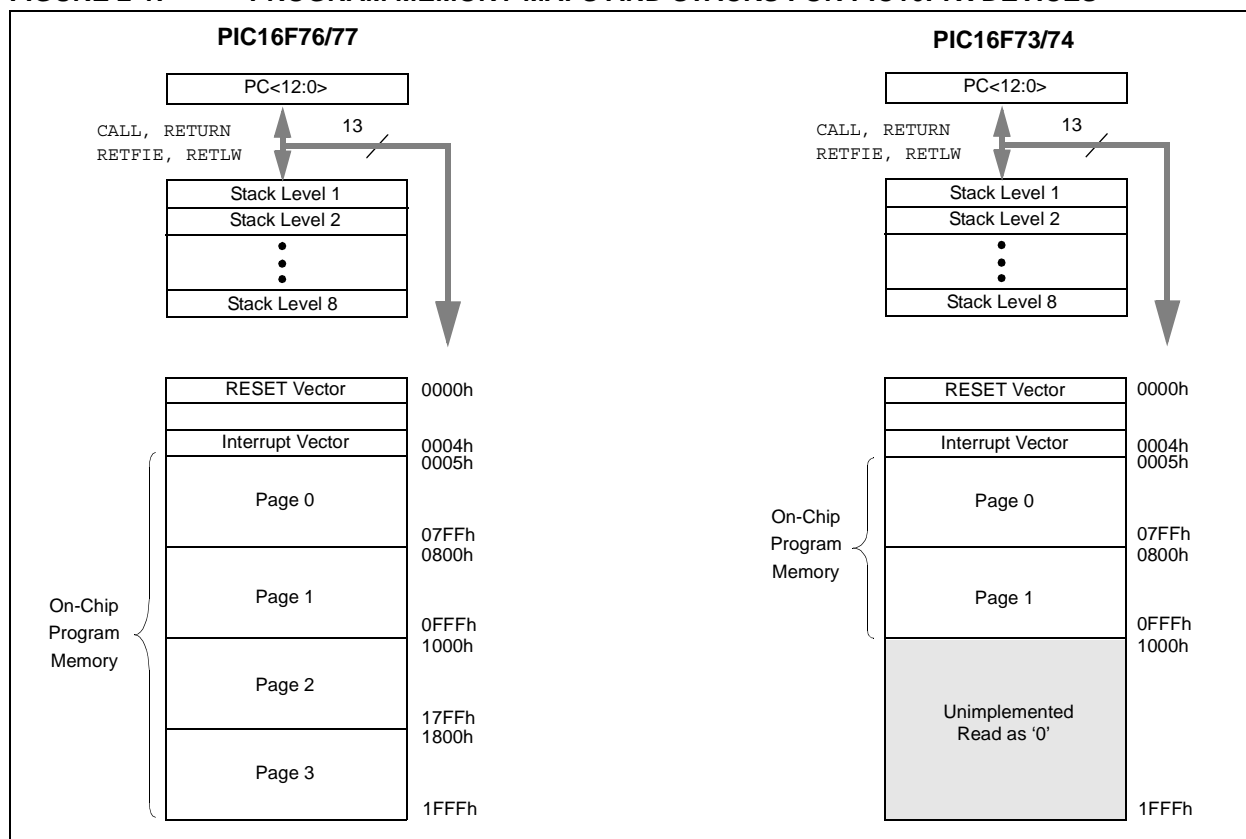 PIC16F76/77
PC<12:0>
CALL, RETURN
RETFIE, RETLW
13
Stack Level 1
Stack Level 2
Stack Level 8
RESET Vector
0000h
Interrupt Vector
0004h
0005h
Page 0
07FFh
0800h
Page 1
0FFFh
1000h
On-Chip
Program
Memory
Page 2
17FFh
1800h
Page 3
1FFFh
PIC16F73/74
PC<12:0>
CALL, RETURN
RETFIE, RETLW
13
Stack Level 1
Stack Level 2
Stack Level 8
RESET Vector
0000h
Interrupt Vector
0004h
0005h
Page 0
On-Chip
Program
Memory
07FFh
0800h
Page 1
0FFFh
1000h
Unimplemented
Read as ‘0’
1FFFh